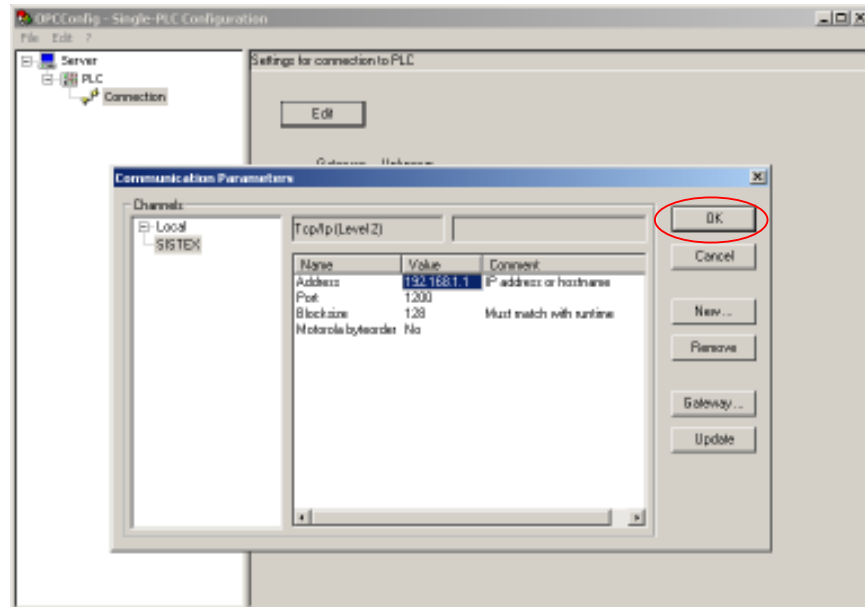 OPCConfig - Single-PLC Configuration
File Edit ?
Server
PLC
Connection
Settings for connection to PLC
Edit
Gateway Unknown
Communication Parameters
Channels
Local
SISTEX
Tcp/Ip (Level 2)
Name Value Comment
Address 192.168.1.1 IP address or hostname
Port 1200
Blocksize 128 Must match with runtime
Motorola byteorder No
OK
Cancel
New...
Remove
Gateway...
Update